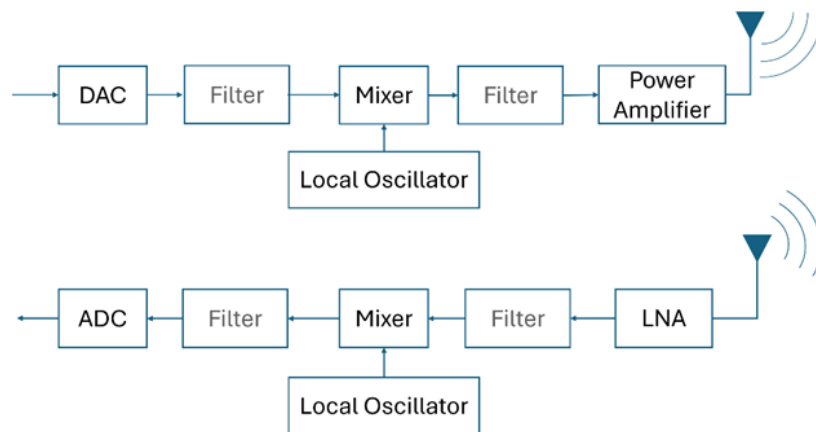 DAC
Filter
Mixer
Filter
Power
Amplifier
Local Oscillator
ADC
Filter
Mixer
Filter
LNA
Local Oscillator